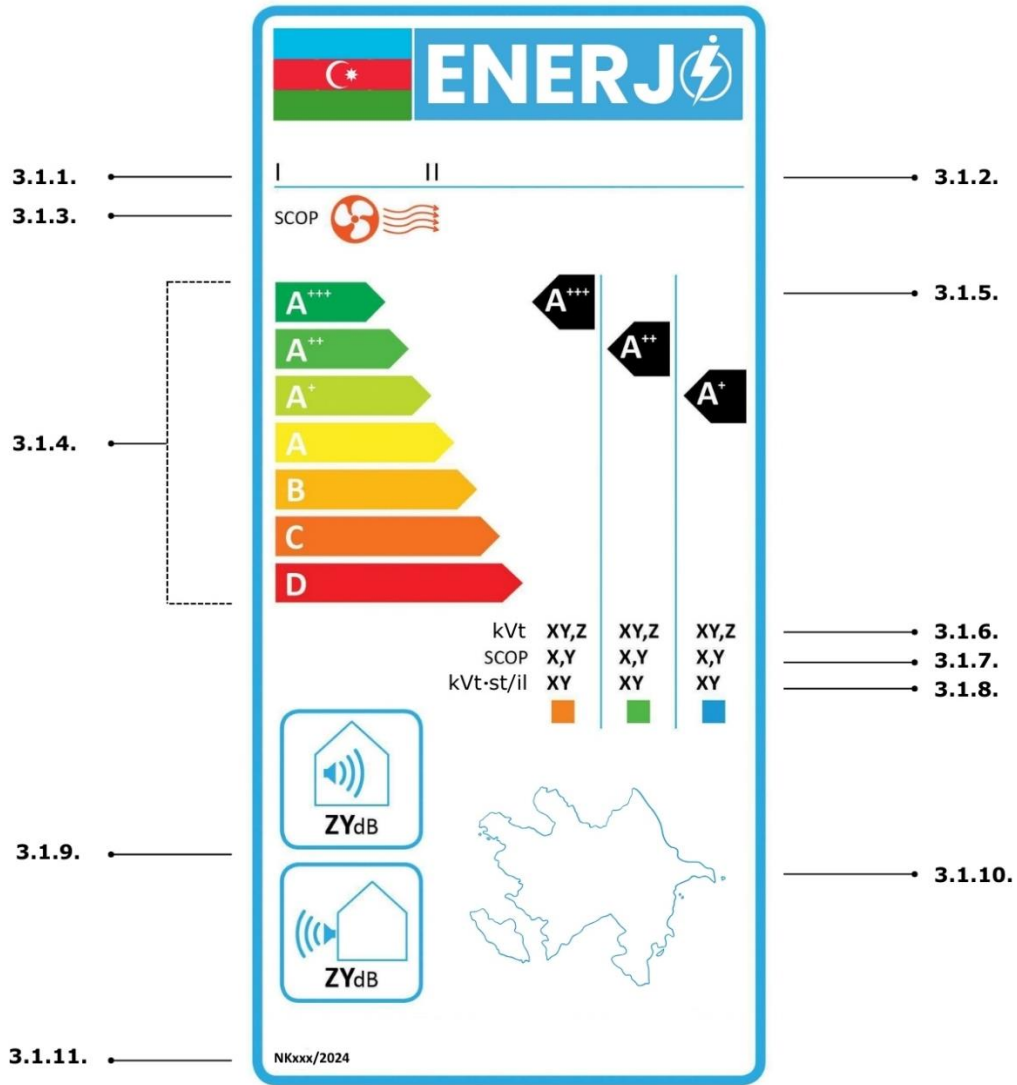 ENERJİ
3.1.1. I II 3.1.2.
3.1.3. SCOP
A+++ A+++ 3.1.5.
A++ A++
A+ A+
3.1.4. A
B
C
D
kVt XY,Z XY,Z XY,Z 3.1.6.
SCOP X,Y X,Y X,Y 3.1.7.
kVt·st/il XY XY XY 3.1.8.
ZYdB
3.1.9. 3.1.10.
ZYdB
3.1.11. NKxxx/2024